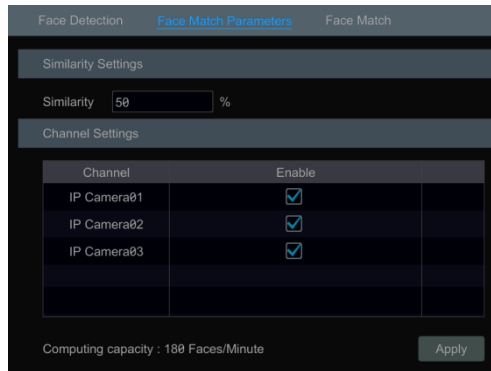 Face Detection Face Match Parameters Face Match
Similarity Settings
Similarity 50 %
Channel Settings
Channel Enable
IP Camera01
IP Camera02
IP Camera03
Computing capacity : 180 Faces/Minute Apply